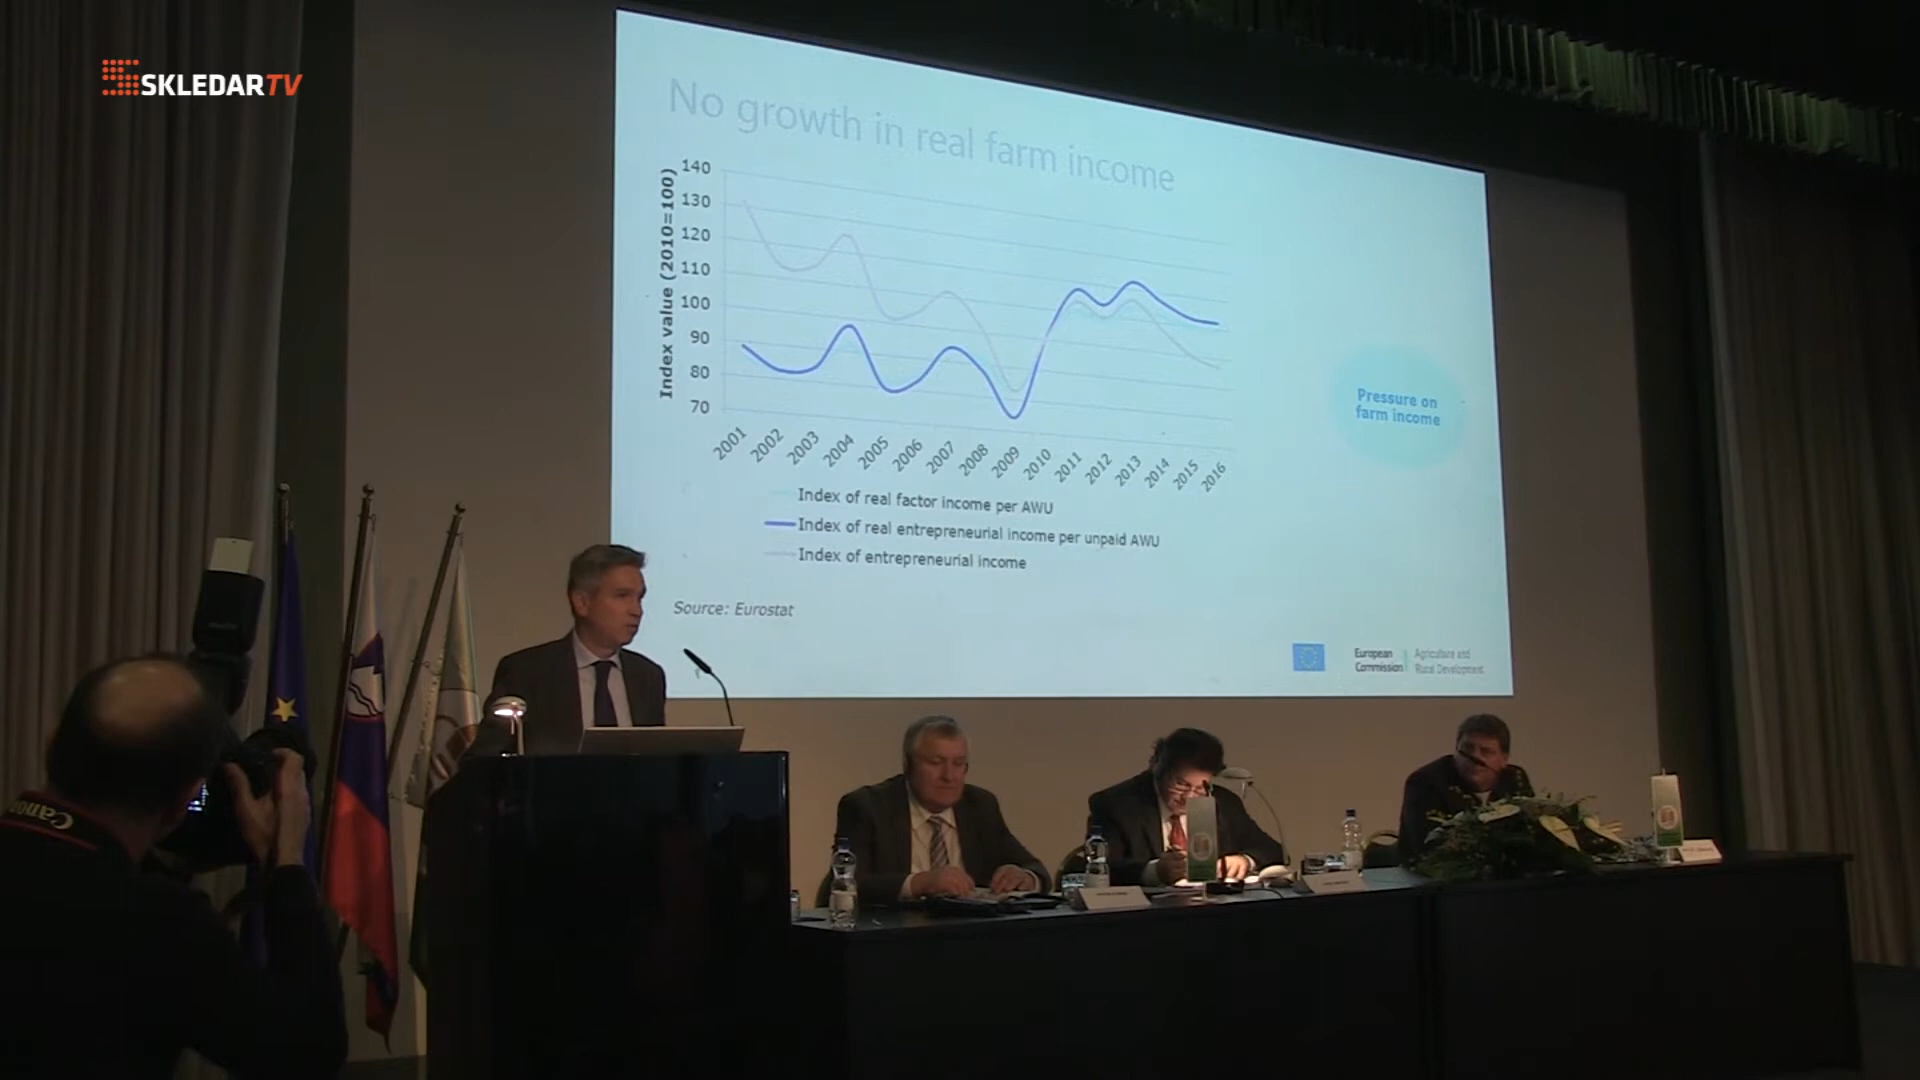 SKLEDARTV
No growth in real farm income
Index value (2010=100)
140
130
120
110
100
90
80
70
2001
2002
2003
2004
2005
2006
2007
2008
2009
2010
2011
2012
2013
2014
2015
2016
Index of real factor income per AWU
Index of real entrepreneurial income per unpaid AWU
Index of entrepreneurial income
Source: Eurostat
Pressure on
farm income
European
Commission
Agriculture and
Rural Development
Canon